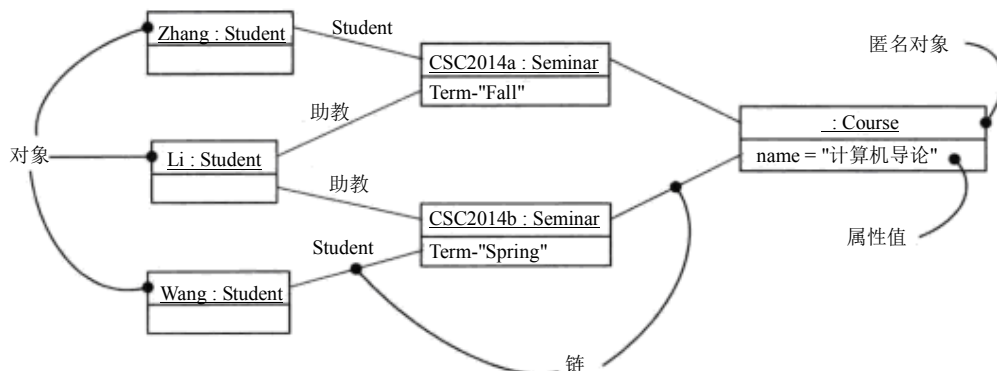 Zhang : Student
Student
匿名对象
CSC2014a : Seminar
Term-"Fall"
助教
: Course
name = "计算机导论"
对象
Li : Student
助教
CSC2014b : Seminar
Term-"Spring"
属性值
Student
Wang : Student
链